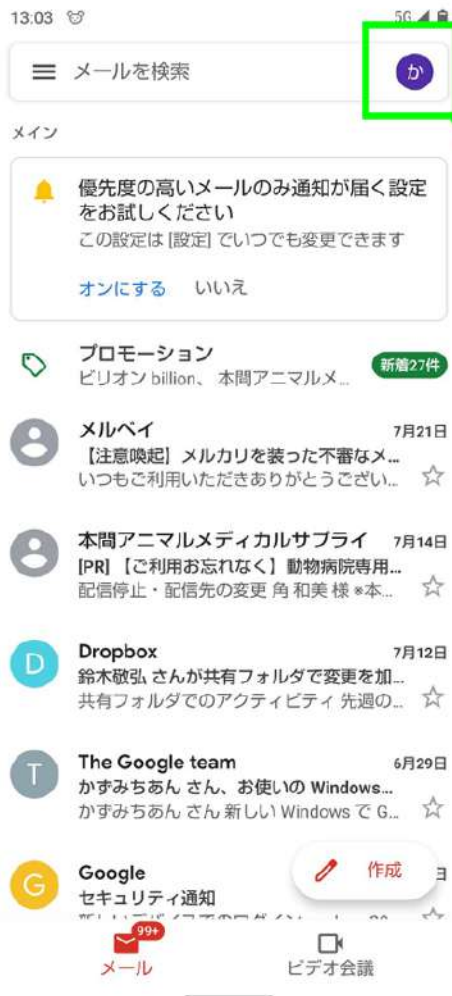 13:03
5G
メールを検索
か
メイン
優先度の高いメールのみ通知が届く設定
をお試しください
この設定は [設定] でいつでも変更できます
オンにする いいえ
プロモーション
新着27件
ビリオン billion、 本間アニマルメ...
メルペイ 7月21日
【注意喚起】メルカリを装った不審なメ...
いつもご利用いただきありがとうござい...
本間アニマルメディカルサプライ 7月14日
[PR] 【ご利用お忘れなく】動物病院専用...
配信停止・配信先の変更 角 和美 様 ※本...
D
Dropbox 7月12日
鈴木敬弘 さんが共有フォルダで変更を加...
共有フォルダでのアクティビティ 先週の...
T
The Google team 6月29日
かずみちあん さん、お使いの Windows...
かずみちあん さん 新しい Windows で G...
G
Google
セキュリティ通知
作成
99+
メール
ビデオ会議